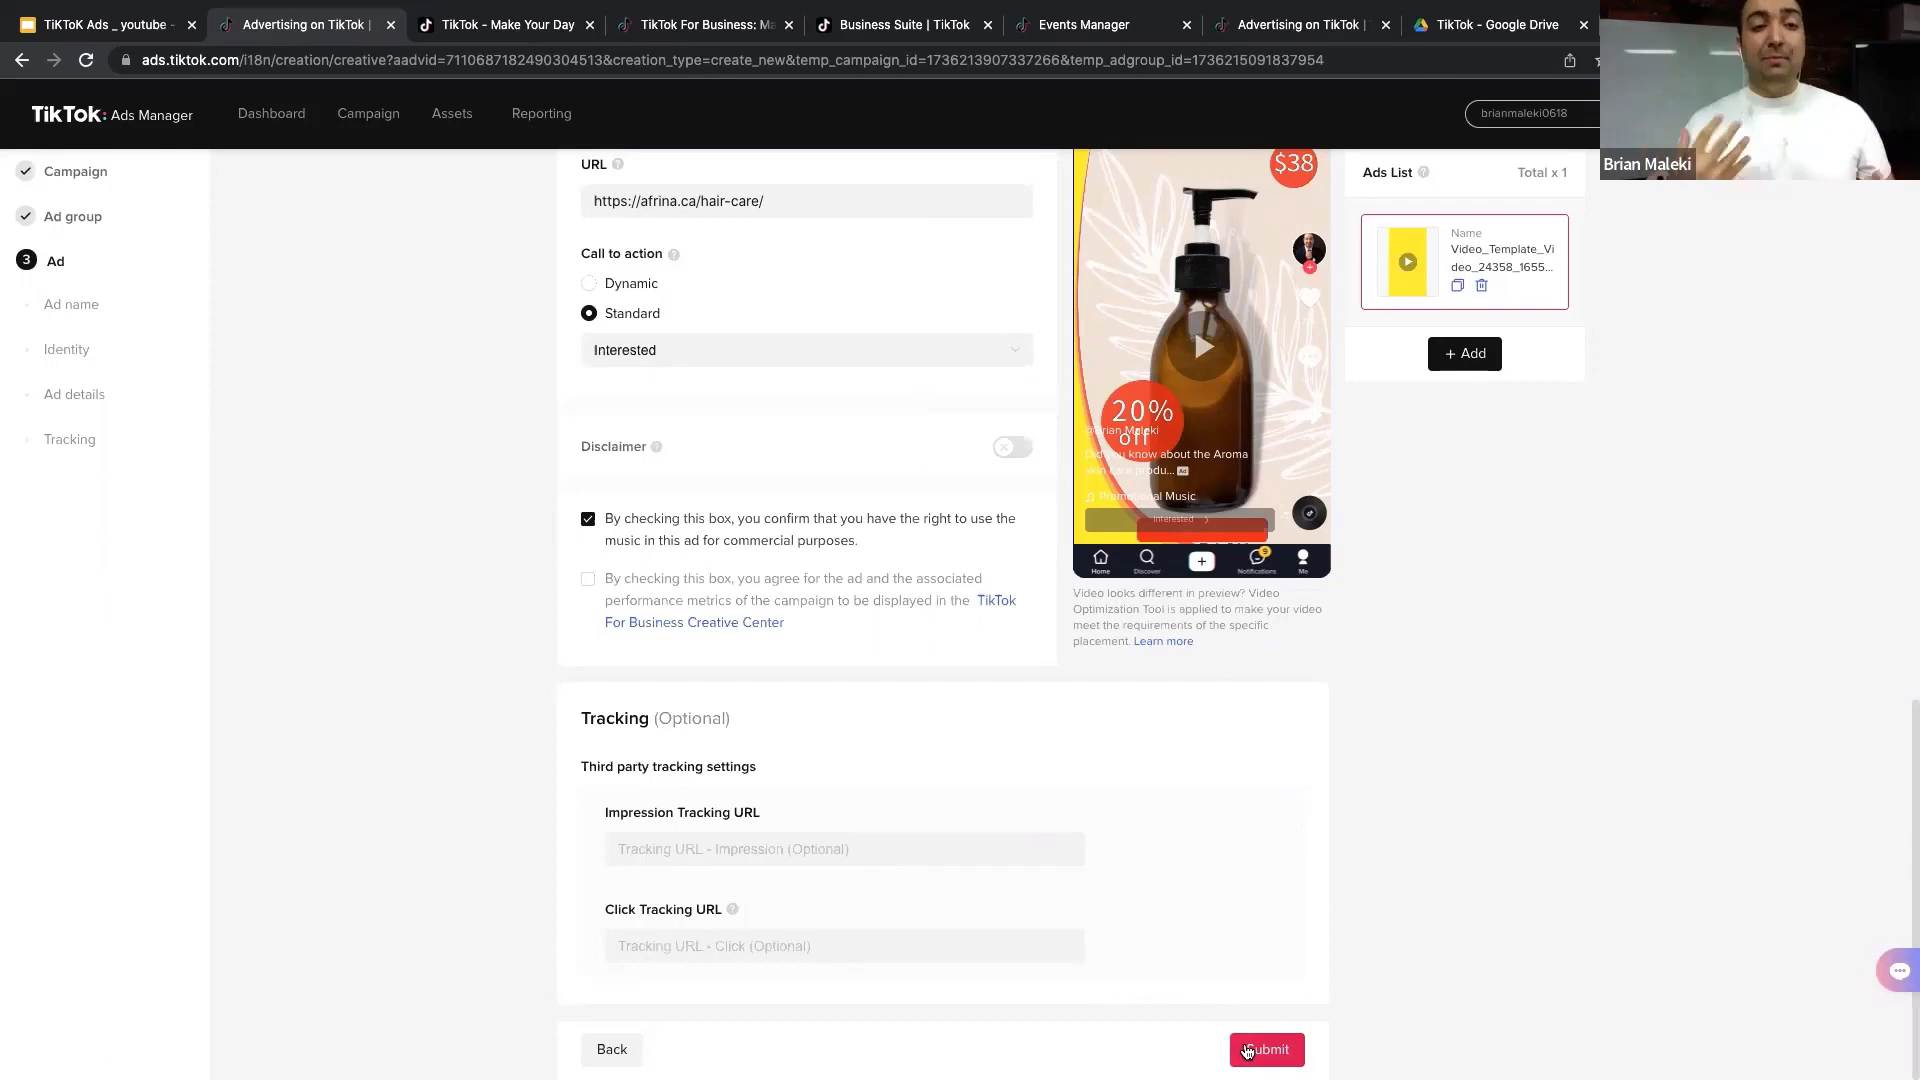 TiKToK Ads _ youtube -
Advertising on TikTok |
TikTok - Make Your Day
TikTok For Business: Ma
Business Suite | TikTok
Events Manager
Advertising on TikTok |
TikTok - Google Drive
ads.tiktok.com/i18n/creation/creative?aadvid=7110687182490304513&creation_type=create_new&temp_campaign_id=1736213907337266&temp_adgroup_id=1736215091837954
TikTok: Ads Manager
Dashboard
Campaign
Assets
Reporting
brianmaleki0618
Brian Maleki
Campaign
Ad group
3 Ad
Ad name
Identity
Ad details
Tracking
URL
https://afrina.ca/hair-care/
Call to action
Dynamic
Standard
Interested
Disclaimer
By checking this box, you confirm that you have the right to use the
music in this ad for commercial purposes.
By checking this box, you agree for the ad and the associated
performance metrics of the campaign to be displayed in the TikTok
For Business Creative Center
$38
20%
off
@Brian Maleki
Did you know about the Aroma
skin care produ... Ad
Promotional Music
Interested
Home
Discover
Notifications
9
Me
Video looks different in preview? Video
Optimization Tool is applied to make your video
meet the requirements of the specific
placement. Learn more
Ads List
Total x 1
Name
Video_Template_Vi
deo_24358_1655...
+ Add
Tracking (Optional)
Third party tracking settings
Impression Tracking URL
Tracking URL - Impression (Optional)
Click Tracking URL
Tracking URL - Click (Optional)
Back
Submit